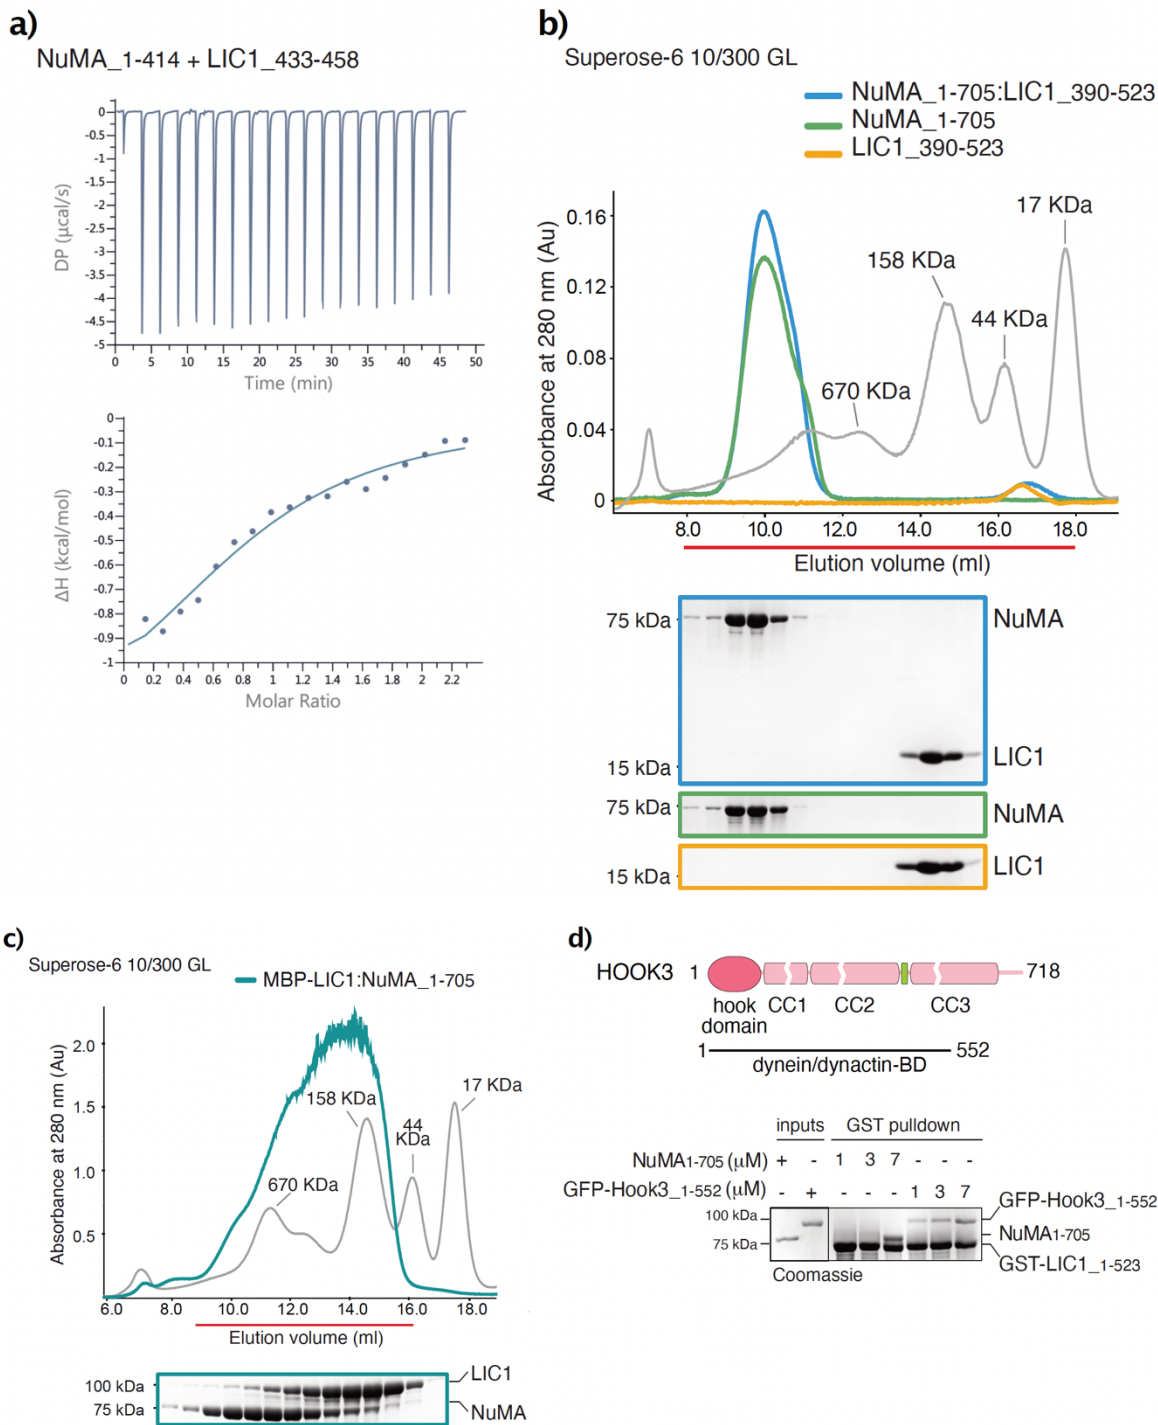 a)
NuMA_1-414 + LIC1_433-458
0
-0.5
-1
-1.5
-2
-2.5
-3
-3.5
-4
-4.5
-5
DP (μcal/s)
0 5 10 15 20 25 30 35 40 45 50
Time (min)
0
-0.1
-0.2
-0.3
-0.4
-0.5
-0.6
-0.7
-0.8
-0.9
-1
ΔH (kcal/mol)
0 0.2 0.4 0.6 0.8 1 1.2 1.4 1.6 1.8 2 2.2
Molar Ratio
b)
Superose-6 10/300 GL
NuMA_1-705:LIC1_390-523
NuMA_1-705
LIC1_390-523
Absorbance at 280 nm (Au)
0.16
0.12
0.08
0.04
0
670 KDa
158 KDa
44 KDa
17 KDa
8.0 10.0 12.0 14.0 16.0 18.0
Elution volume (ml)
75 kDa
NuMA
15 kDa
LIC1
75 kDa
NuMA
15 kDa
LIC1
c)
Superose-6 10/300 GL
MBP-LIC1:NuMA_1-705
Absorbance at 280 nm (Au)
2.0
1.5
1.0
0.5
670 KDa
158 KDa
44
KDa
17 KDa
6.0 8.0 10.0 12.0 14.0 16.0 18.0
Elution volume (ml)
100 kDa
LIC1
75 kDa
NuMA
d)
HOOK3 1 718
hook
domain
CC1 CC2 CC3
1 552
dynein/dynactin-BD
inputs GST pulldown
NuMA1-705 (μM) + - 1 3 7 - - -
GFP-Hook3_1-552 (μM) - + - - - 1 3 7
100 kDa
75 kDa
GFP-Hook3_1-552
NuMA1-705
GST-LIC1_1-523
Coomassie